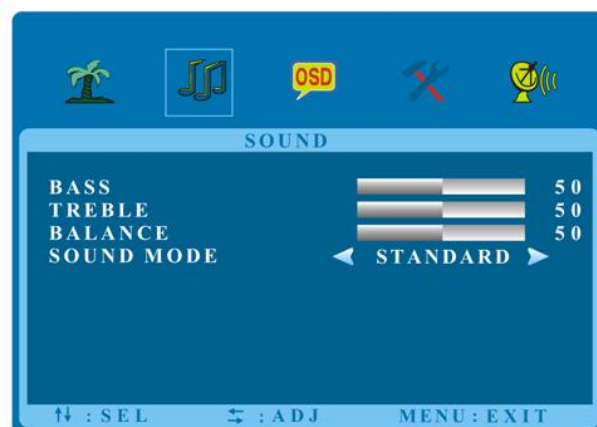 OSD
SOUND
BASS 50
TREBLE 50
BALANCE 50
SOUND MODE STANDARD
↑↓ : SEL ⇆ : ADJ MENU : EXIT